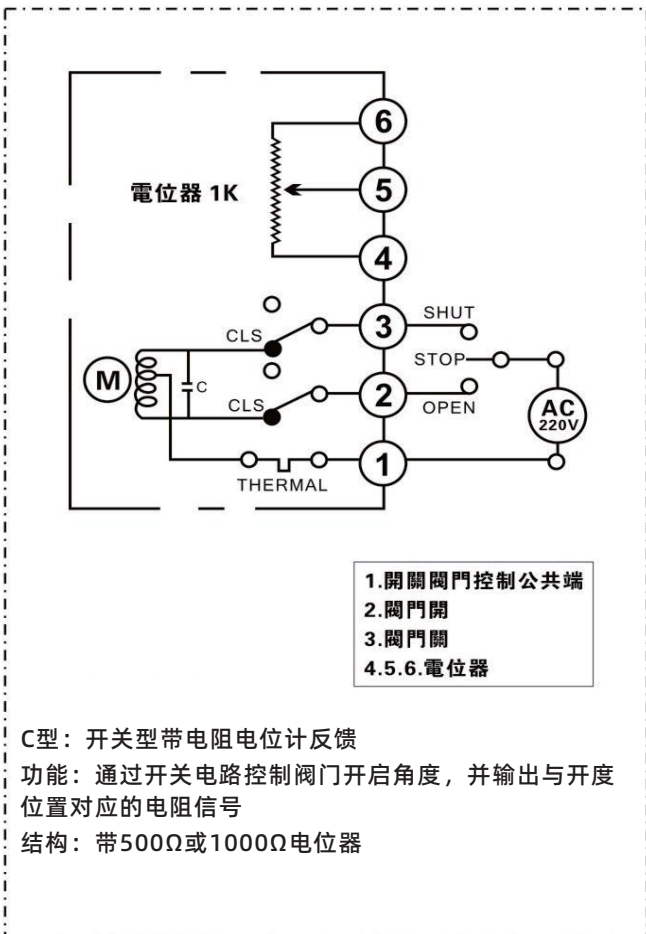 6
電位器 1K
5
4
SHUT
3
CLS
STOP
M
C
2
AC
220V
CLS
OPEN
1
THERMAL
1.開關閥門控制公共端
2.閥門開
3.閥門關
4.5.6.電位器
C型：开关型带电阻电位计反馈
功能：通过开关电路控制阀门开启角度，并输出与开度
位置对应的电阻信号
结构：带500Ω或1000Ω电位器